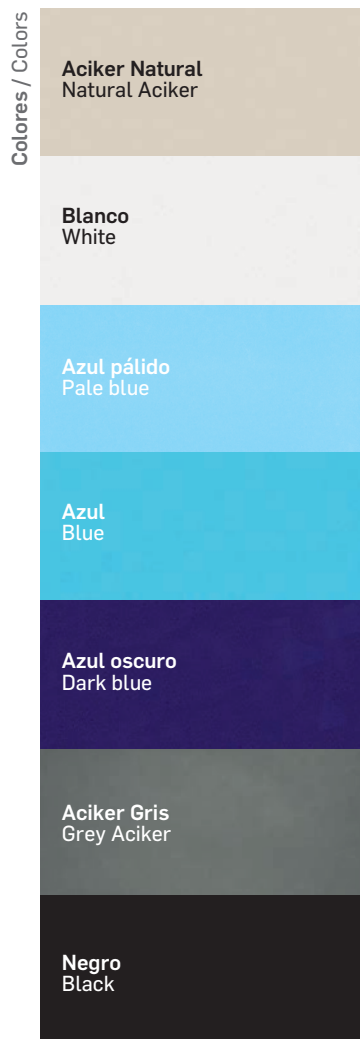 Colores / Colors
Aciker Natural
Natural Aciker
Blanco
White
Azul pálido
Pale blue
Azul
Blue
Azul oscuro
Dark blue
Aciker Gris
Grey Aciker
Negro
Black